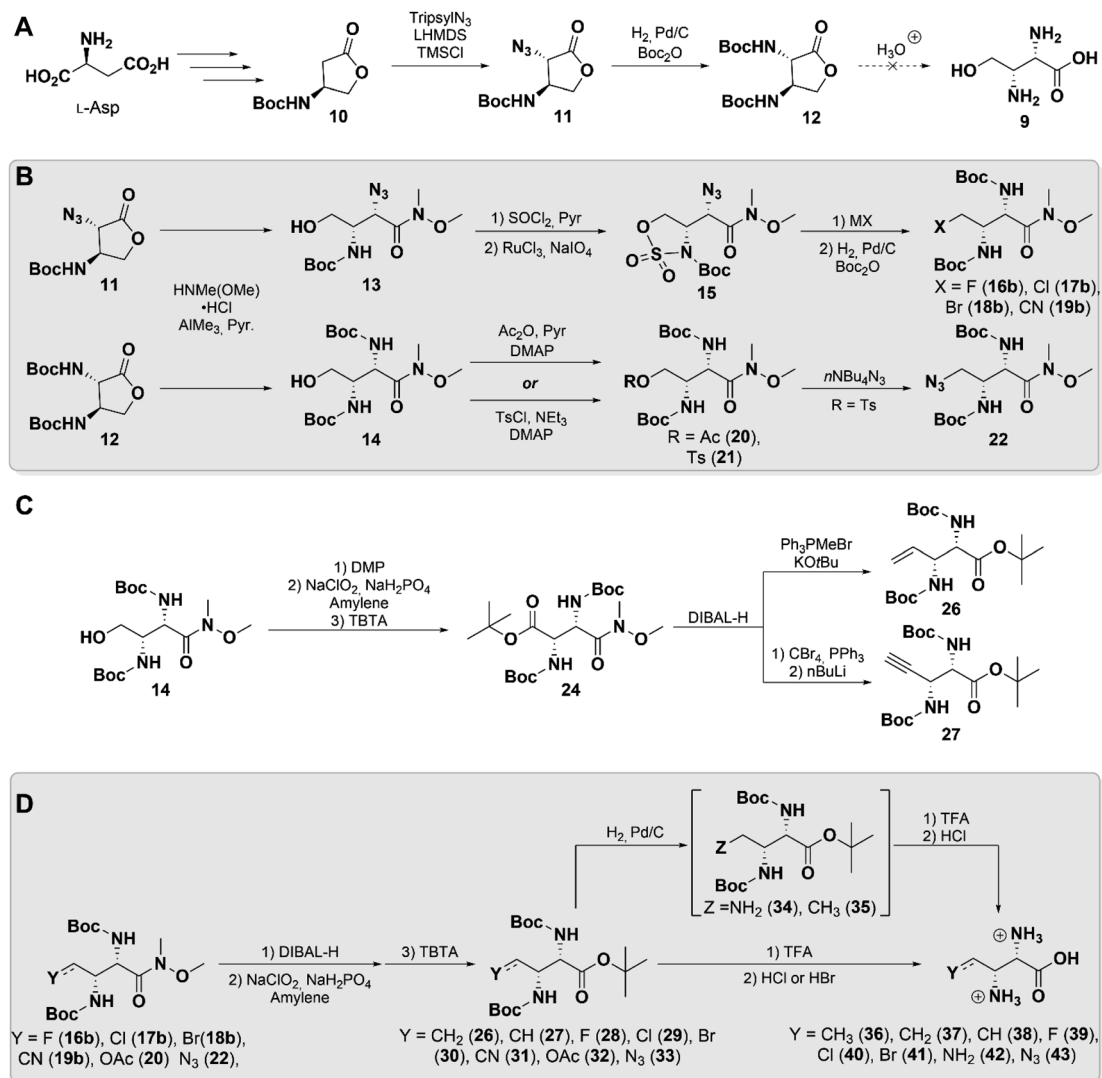 A
NH2
HO2C
CO2H
L-Asp
O
O
BocHN
10
TripsylN3
LHMDS
TMSCl
N3
O
O
BocHN
11
H2, Pd/C
Boc2O
BocHN
O
O
BocHN
12
H3O⊕
×
NH2
HO
OH
NH2
O
9
B
N3
O
O
BocHN
11
HNMe(OMe)
•HCl
AlMe3, Pyr.
N3
HO
N
O
NH
O
Boc
13
1) SOCl2, Pyr
2) RuCl3, NaIO4
N3
O
N
O
O=S
N
O
O
Boc
15
1) MX
2) H2, Pd/C
Boc2O
Boc
NH
X
N
O
NH
O
Boc
X = F (16b), Cl (17b),
Br (18b), CN (19b)
BocHN
O
O
BocHN
12
Boc
NH
HO
N
O
NH
O
Boc
14
Ac2O, Pyr
DMAP
or
TsCl, NEt3
DMAP
Boc
NH
RO
N
O
NH
O
Boc
R = Ac (20),
Ts (21)
nNBu4N3
R = Ts
Boc
NH
N3
N
O
NH
O
Boc
22
C
Boc
NH
HO
N
O
NH
O
Boc
14
1) DMP
2) NaClO2, NaH2PO4
Amylene
3) TBTA
O
HN
Boc
O
N
O
NH
O
Boc
24
DIBAL-H
Ph3PMeBr
KOtBu
1) CBr4, PPh3
2) nBuLi
Boc
NH
O
NH
O
Boc
26
Boc
NH
O
NH
O
Boc
27
D
H2, Pd/C
Boc
NH
Z
O
NH
O
Boc
Z =NH2 (34), CH3 (35)
1) TFA
2) HCl
Boc
NH
Y
N
O
NH
O
Boc
Y = F (16b), Cl (17b), Br(18b),
CN (19b), OAc (20) N3 (22),
1) DIBAL-H
2) NaClO2, NaH2PO4
Amylene
3) TBTA
Boc
NH
Y
O
NH
O
Boc
Y = CH2 (26), CH (27), F (28), Cl (29), Br
(30), CN (31), OAc (32), N3 (33)
1) TFA
2) HCl or HBr
⊕
NH3
Y
OH
⊕
NH3
O
Y = CH3 (36), CH2 (37), CH (38), F (39),
Cl (40), Br (41), NH2 (42), N3 (43)